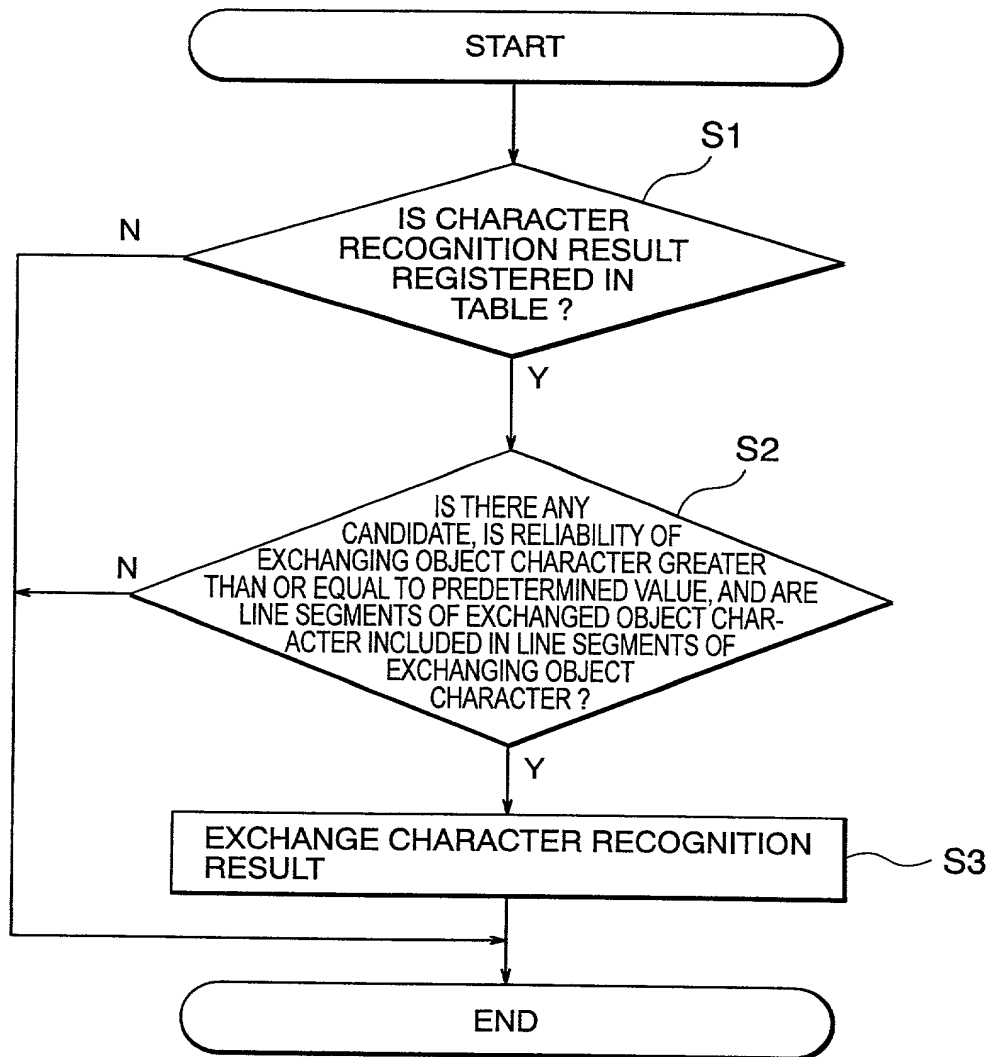 START
S1
IS CHARACTER
RECOGNITION RESULT
REGISTERED IN
TABLE ?
N
Y
S2
IS THERE ANY
CANDIDATE, IS RELIABILITY OF
EXCHANGING OBJECT CHARACTER GREATER
THAN OR EQUAL TO PREDETERMINED VALUE, AND ARE
LINE SEGMENTS OF EXCHANGED OBJECT CHAR-
ACTER INCLUDED IN LINE SEGMENTS OF
EXCHANGING OBJECT
CHARACTER ?
N
Y
EXCHANGE CHARACTER RECOGNITION
RESULT
S3
END